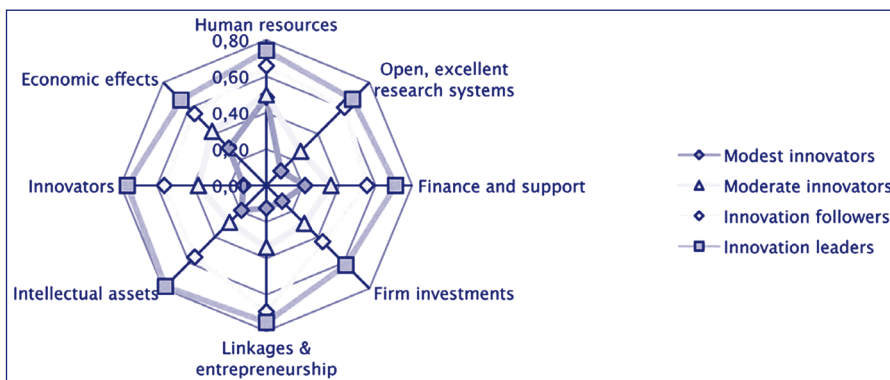 Human resources
0,80
0,60
0,40
0,20
0,0
Economic effects
Open, excellent
research systems
Innovators
Finance and support
Intellectual assets
Firm investments
Linkages &
entrepreneurship
Modest innovators
Moderate innovators
Innovation followers
Innovation leaders